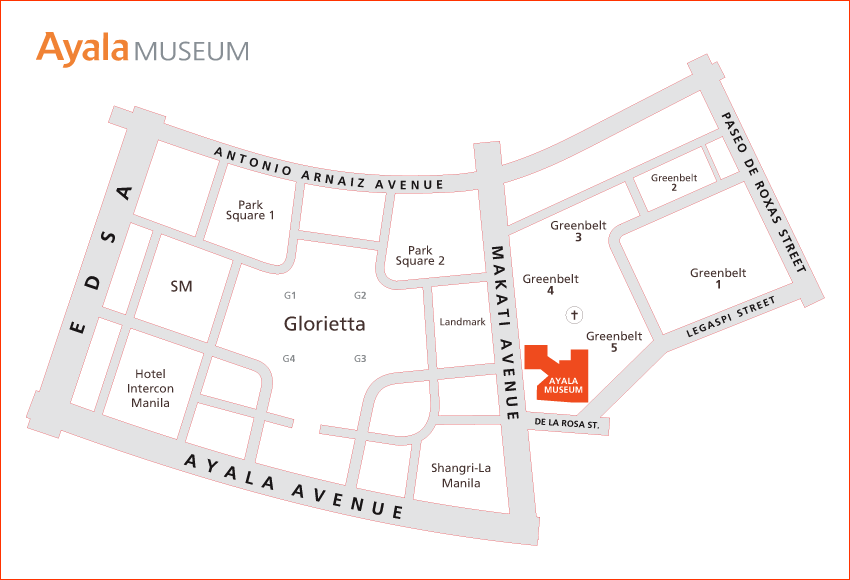 Ayala MUSEUM
ANTONIO ARNAIZ AVENUE
PASEO DE ROXAS STREET
EDSA
Park
Square 1
Greenbelt
2
Greenbelt
3
Park
Square 2
MAKATI AVENUE
SM
Greenbelt
4
Greenbelt
1
G1
G2
Glorietta
Landmark
LEGASPI STREET
Greenbelt
5
G4
G3
Hotel
Intercon
Manila
AYALA
MUSEUM
DE LA ROSA ST.
AYALA AVENUE
Shangri-La
Manila